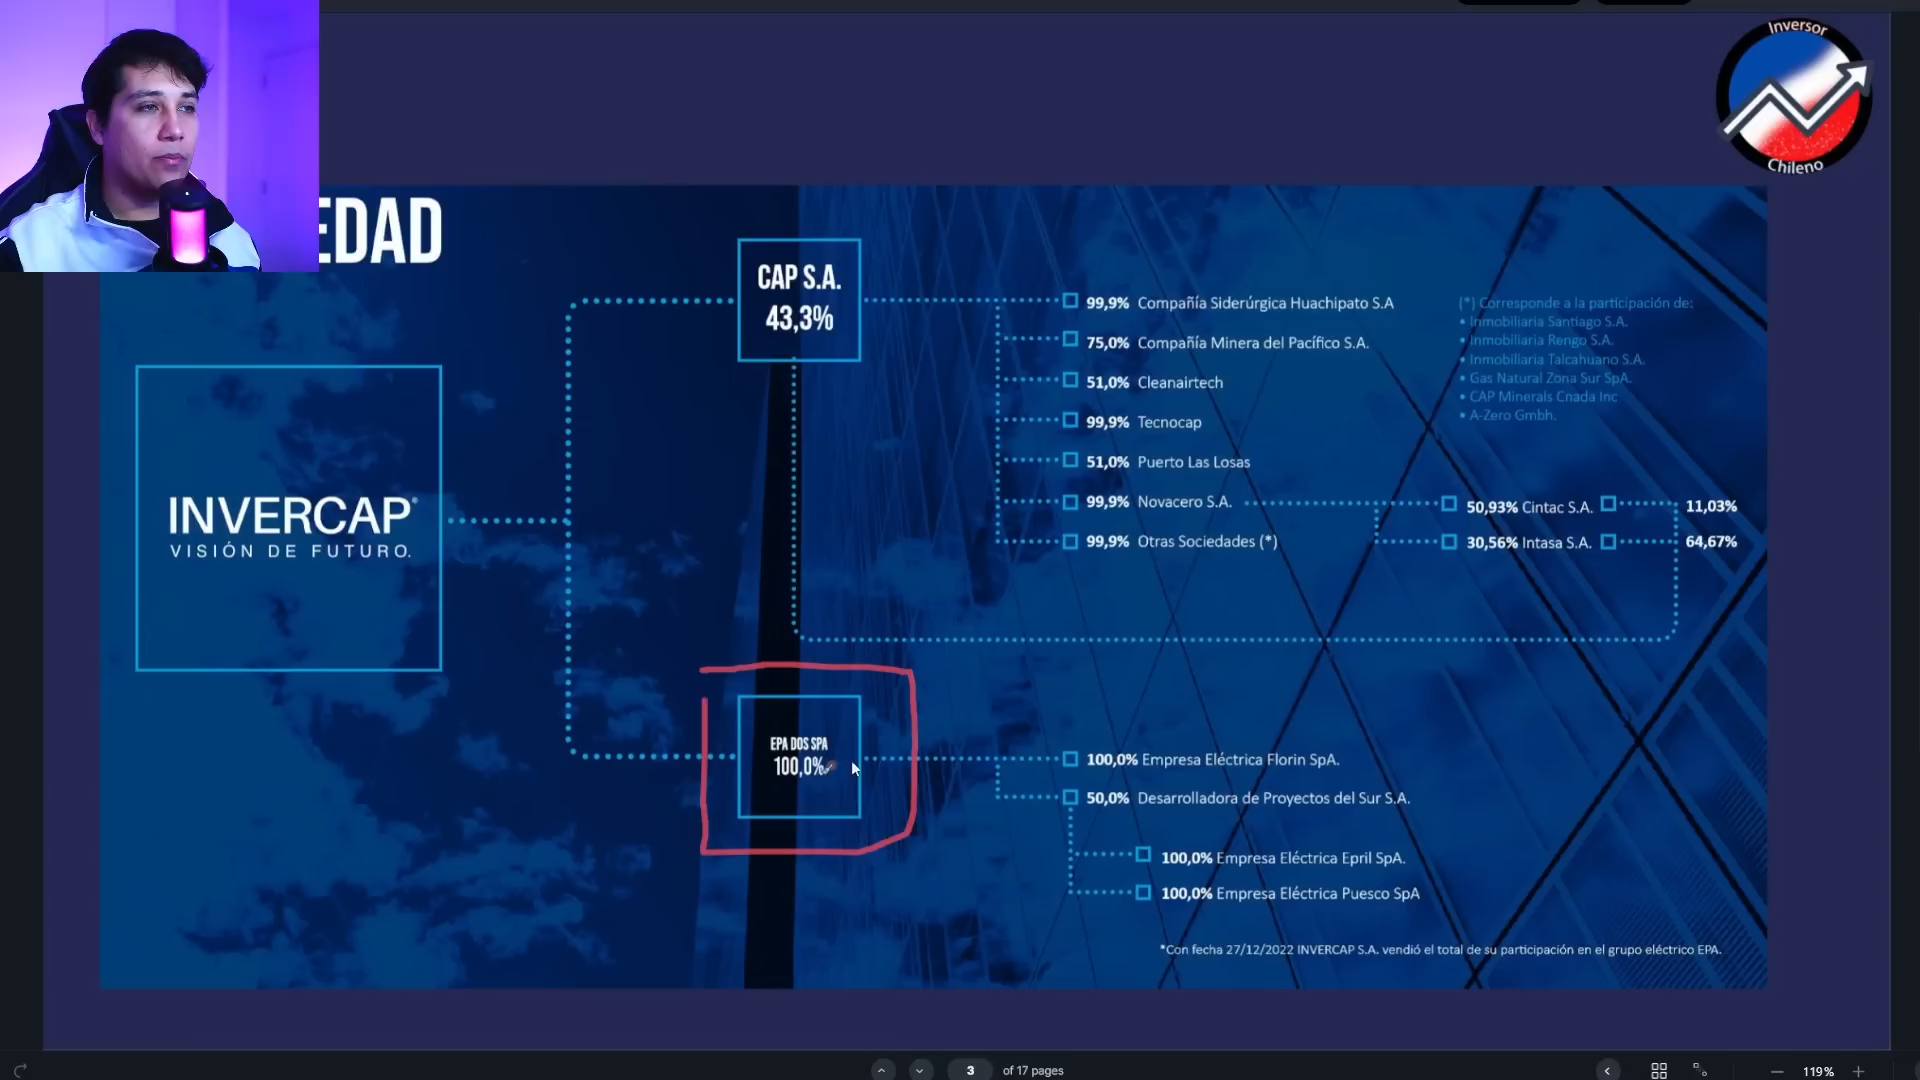 Inversor
Chileno
EDAD
CAP S.A.
43,3%
INVERCAP
VISIÓN DE FUTURO.
99,9% Compañía Siderúrgica Huachipato S.A
75,0% Compañía Minera del Pacífico S.A.
51,0% Cleanairtech
99,9% Tecnocap
51,0% Puerto Las Losas
99,9% Novacero S.A.
99,9% Otras Sociedades (*)
(*) Corresponde a la participación de:
• Inmobiliaria Santiago S.A.
• Inmobiliaria Rengo S.A.
• Inmobiliaria Talcahuano S.A.
• Gas Natural Zona Sur SpA.
• CAP Minerals Cnada Inc
• A-Zero Gmbh.
50,93% Cintac S.A. 11,03%
30,56% Intasa S.A. 64,67%
EPA DOS SPA
100,0%
100,0% Empresa Eléctrica Florin SpA.
50,0% Desarrolladora de Proyectos del Sur S.A.
100,0% Empresa Eléctrica Epril SpA.
100,0% Empresa Eléctrica Puesco SpA
*Con fecha 27/12/2022 INVERCAP S.A. vendió el total de su participación en el grupo eléctrico EPA.
3 of 17 pages
119%